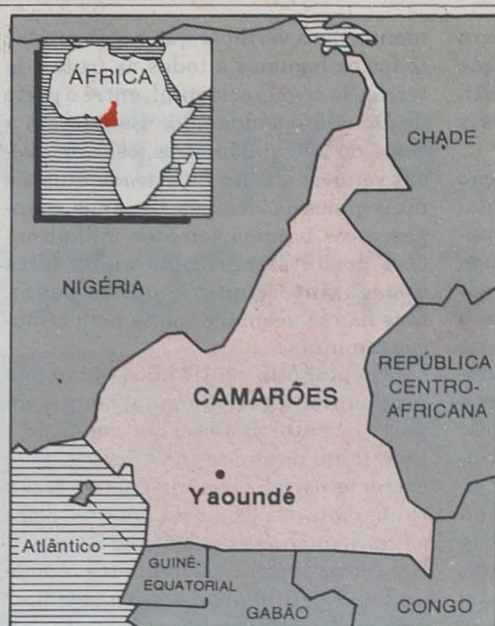 ÁFRICA
CHADE
NIGÉRIA
REPÚBLICA
CENTRO-
AFRICANA
CAMARÕES
Yaoundé
Atlântico
GUINÉ-
EQUATORIAL
GABÃO
CONGO